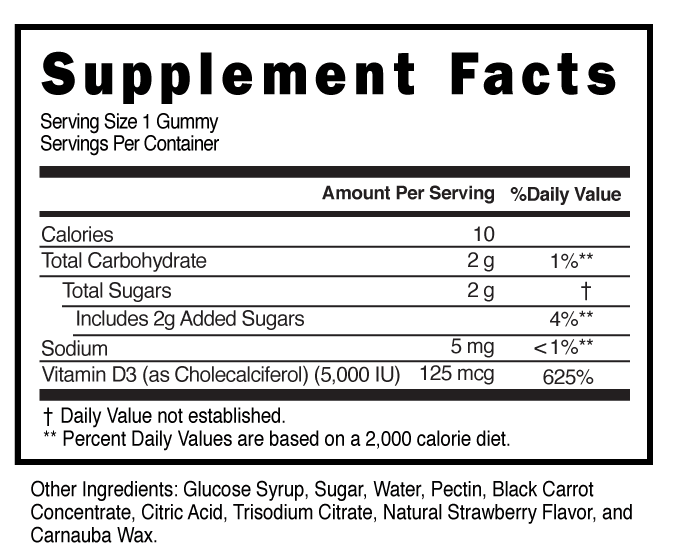 Supplement Facts
Serving Size 1 Gummy
Servings Per Container
Amount Per Serving %Daily Value
Calories 10
Total Carbohydrate 2 g 1%**
Total Sugars 2 g †
Includes 2g Added Sugars 4%**
Sodium 5 mg <1%**
Vitamin D3 (as Cholecalciferol) (5,000 IU) 125 mcg 625%
† Daily Value not established.
** Percent Daily Values are based on a 2,000 calorie diet.
Other Ingredients: Glucose Syrup, Sugar, Water, Pectin, Black Carrot
Concentrate, Citric Acid, Trisodium Citrate, Natural Strawberry Flavor, and
Carnauba Wax.